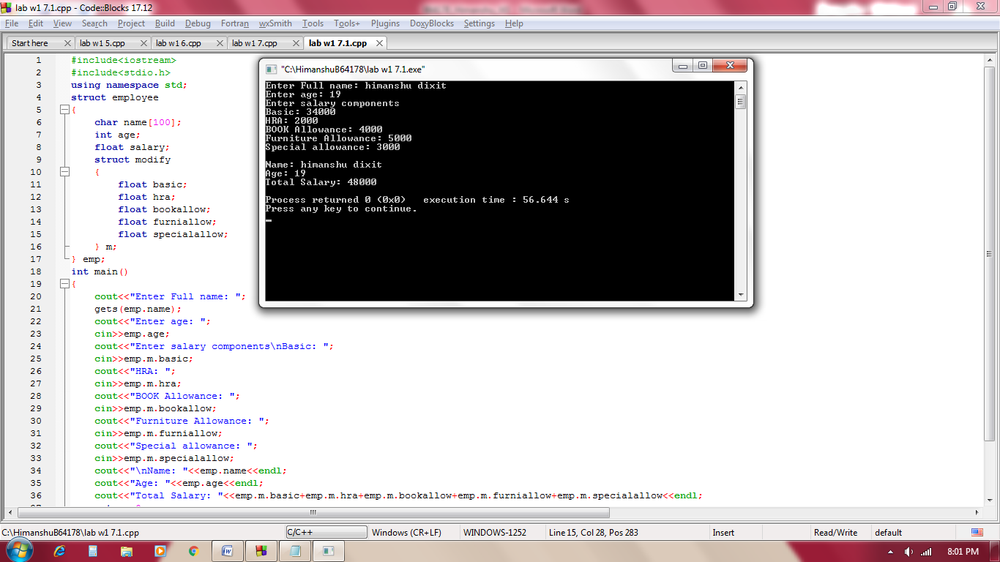 lab w1 7.1.cpp - Code::Blocks 17.12
File Edit View Search Project Build Debug Fortran wxSmith Tools Tools+ Plugins DoxyBlocks Settings Help
Start here lab w1 5.cpp lab w1 6.cpp lab w1 7.cpp lab w1 7.1.cpp
1 #include<iostream>
2 #include<stdio.h>
3 using namespace std;
4 struct employee
5 {
6 char name[100];
7 int age;
8 float salary;
9 struct modify
10 {
11 float basic;
12 float hra;
13 float bookallow;
14 float furniallow;
15 float specialallow;
16 } m;
17 } emp;
18 int main()
19 {
20 cout<<"Enter Full name: ";
21 gets(emp.name);
22 cout<<"Enter age: ";
23 cin>>emp.age;
24 cout<<"Enter salary components\nBasic: ";
25 cin>>emp.m.basic;
26 cout<<"HRA: ";
27 cin>>emp.m.hra;
28 cout<<"BOOK Allowance: ";
29 cin>>emp.m.bookallow;
30 cout<<"Furniture Allowance: ";
31 cin>>emp.m.furniallow;
32 cout<<"Special allowance: ";
33 cin>>emp.m.specialallow;
34 cout<<"\nName: "<<emp.name<<endl;
35 cout<<"Age: "<<emp.age<<endl;
36 cout<<"Total Salary: "<<emp.m.basic+emp.m.hra+emp.m.bookallow+emp.m.furniallow+emp.m.specialallow<<endl;
"C:\HimanshuB64178\lab w1 7.1.exe"
Enter Full name: himanshu dixit
Enter age: 19
Enter salary components
Basic: 34000
HRA: 2000
BOOK Allowance: 4000
Furniture Allowance: 5000
Special allowance: 3000
Name: himanshu dixit
Age: 19
Total Salary: 48000
Process returned 0 (0x0) execution time : 56.644 s
Press any key to continue.
C:\HimanshuB64178\lab w1 7.1.cpp C/C++ Windows (CR+LF) WINDOWS-1252 Line 15, Col 28, Pos 283 Insert Read/Write default
8:01 PM